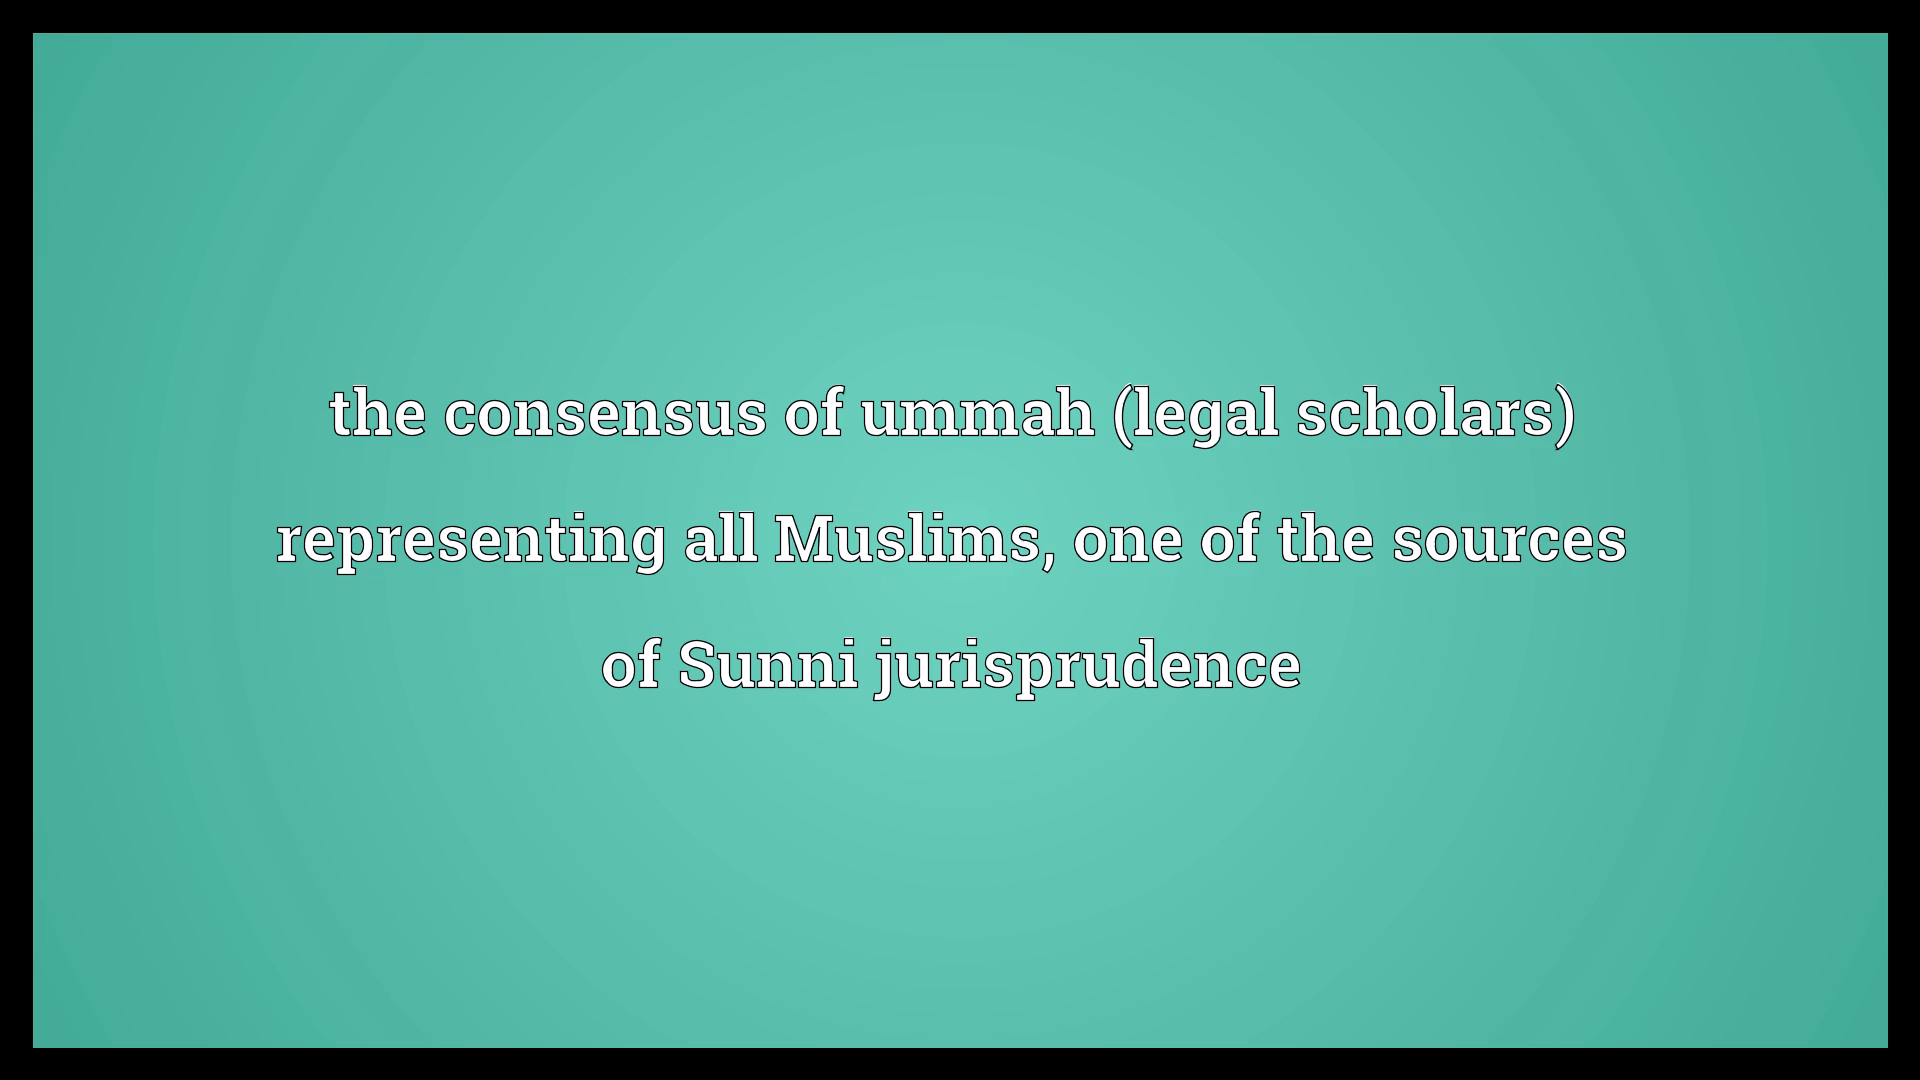 the consensus of ummah (legal scholars)
representing all Muslims, one of the sources
of Sunni jurisprudence